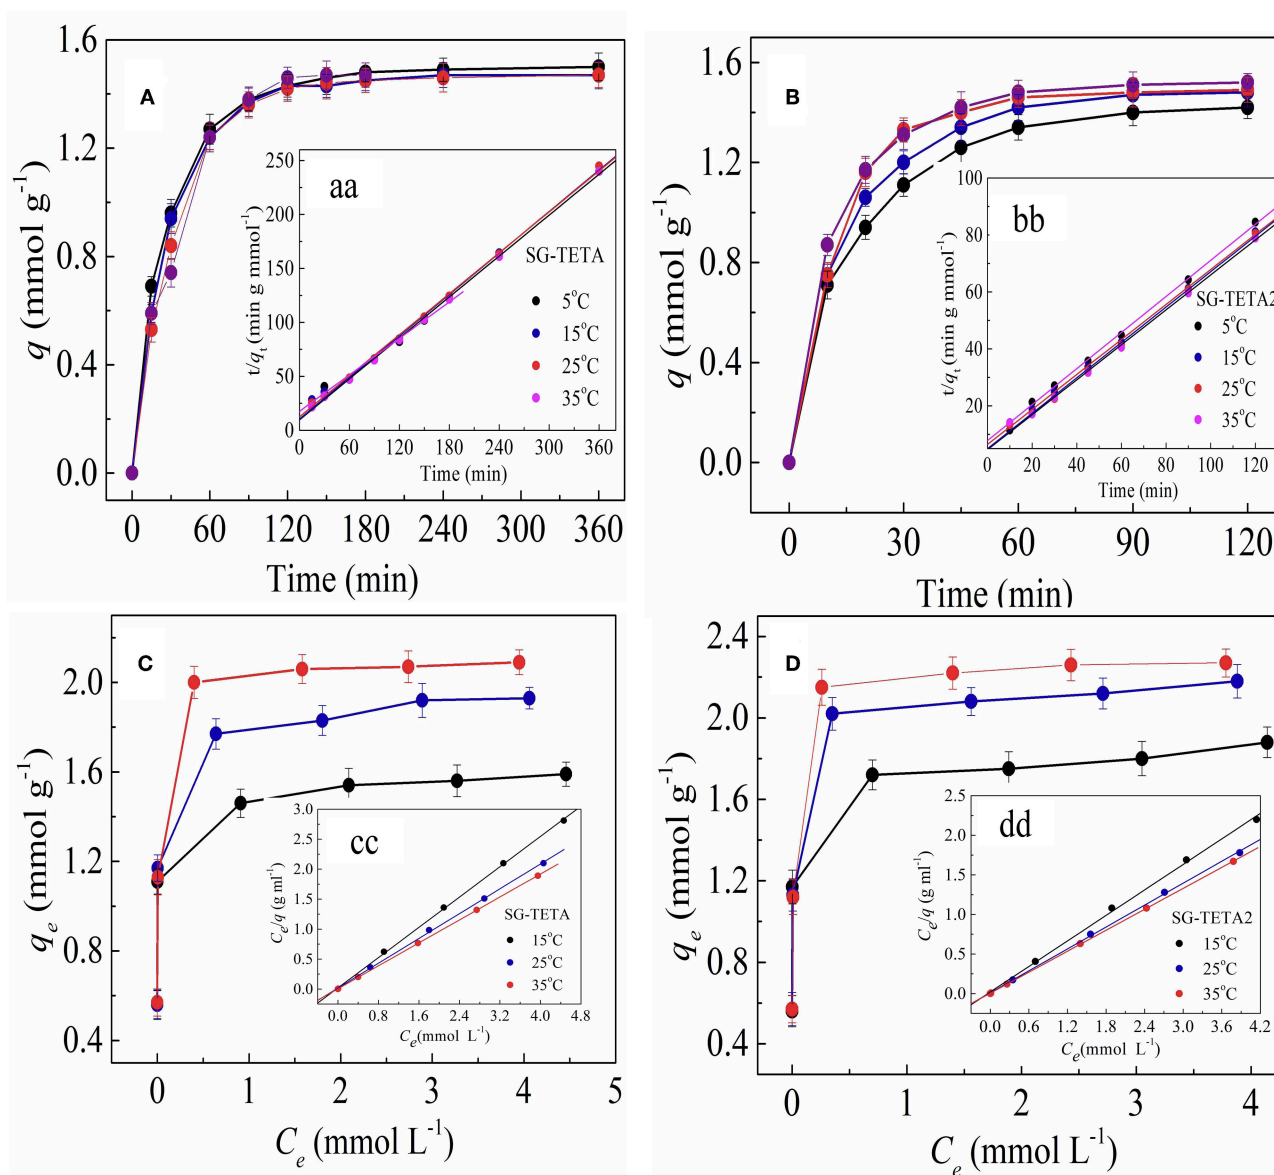 A
q (mmol g⁻¹)
1.6
1.2
0.8
0.4
0.0
0 60 120 180 240 300 360
Time (min)
aa
t/qₜ (min g mmol⁻¹)
250
200
150
100
50
0
0 60 120 180 240 300 360
Time (min)
SG-TETA
5°C
15°C
25°C
35°C
B
q (mmol g⁻¹)
1.6
1.2
0.8
0.4
0.0
0 30 60 90 120
Time (min)
bb
t/qₜ (min g mmol⁻¹)
100
80
60
40
20
0 20 40 60 80 100 120
Time (min)
SG-TETA2
5°C
15°C
25°C
35°C
C
qₑ (mmol g⁻¹)
2.0
1.6
1.2
0.8
0.4
0 1 2 3 4 5
Cₑ (mmol L⁻¹)
cc
Cₑ/q (g ml⁻¹)
3.0
2.5
2.0
1.5
1.0
0.5
0.0
0.0 0.8 1.6 2.4 3.2 4.0 4.8
Cₑ(mmol L⁻¹)
SG-TETA
15°C
25°C
35°C
D
qₑ (mmol g⁻¹)
2.4
2.0
1.6
1.2
0.8
0.4
0 1 2 3 4
Cₑ (mmol L⁻¹)
dd
Cₑ/q (g ml⁻¹)
2.5
2.0
1.5
1.0
0.5
0.0
0.0 0.6 1.2 1.8 2.4 3.0 3.6 4.2
Cₑ(mmol L⁻¹)
SG-TETA2
15°C
25°C
35°C